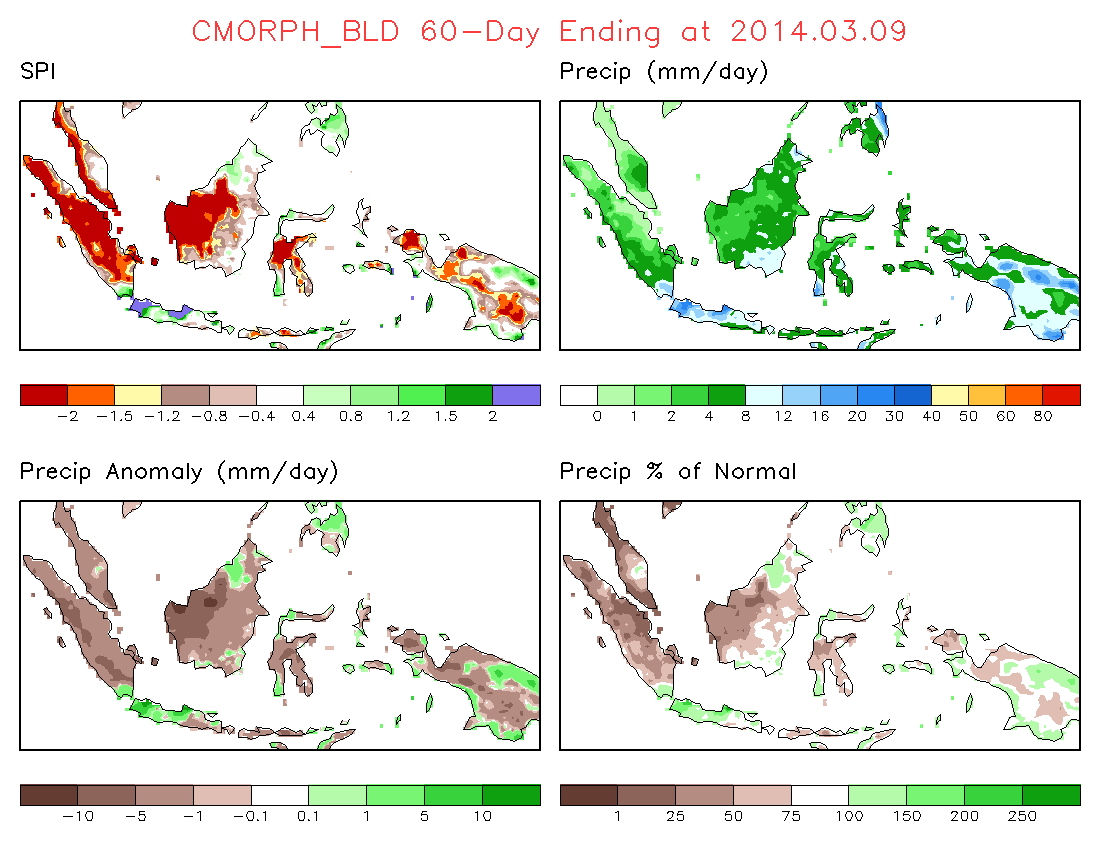 CMORPH_BLD 60-Day Ending at 2014.03.09
SPI
Precip (mm/day)
-2 -1.5 -1.2 -0.8 -0.4 0.4 0.8 1.2 1.5 2
0 1 2 4 8 12 16 20 30 40 50 60 80
Precip Anomaly (mm/day)
Precip % of Normal
-10 -5 -1 -0.1 0.1 1 5 10
1 25 50 75 100 150 200 250